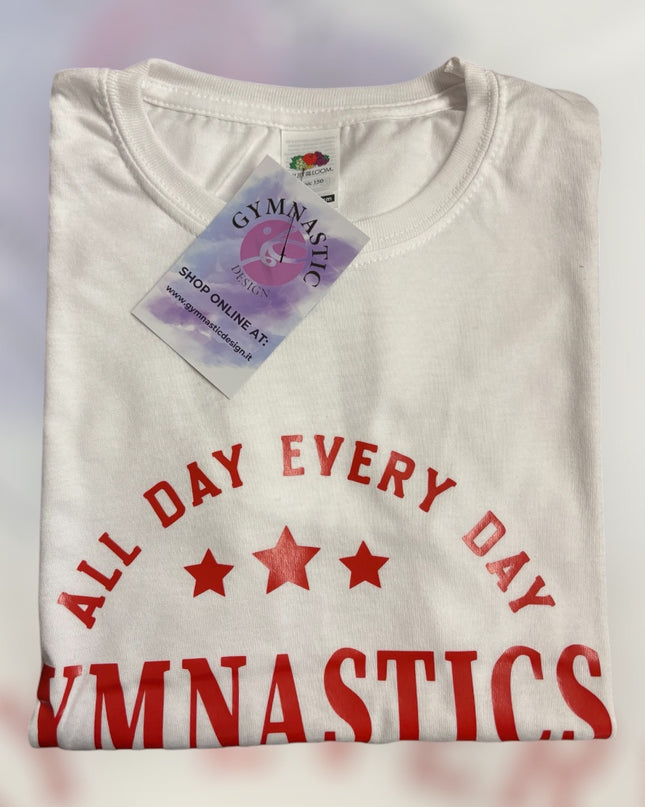 GYMNASTIC
DESIGN
SHOP ONLINE AT:
www.gymnasticdesign.it
ALL DAY EVERY DAY
YMNASTICS